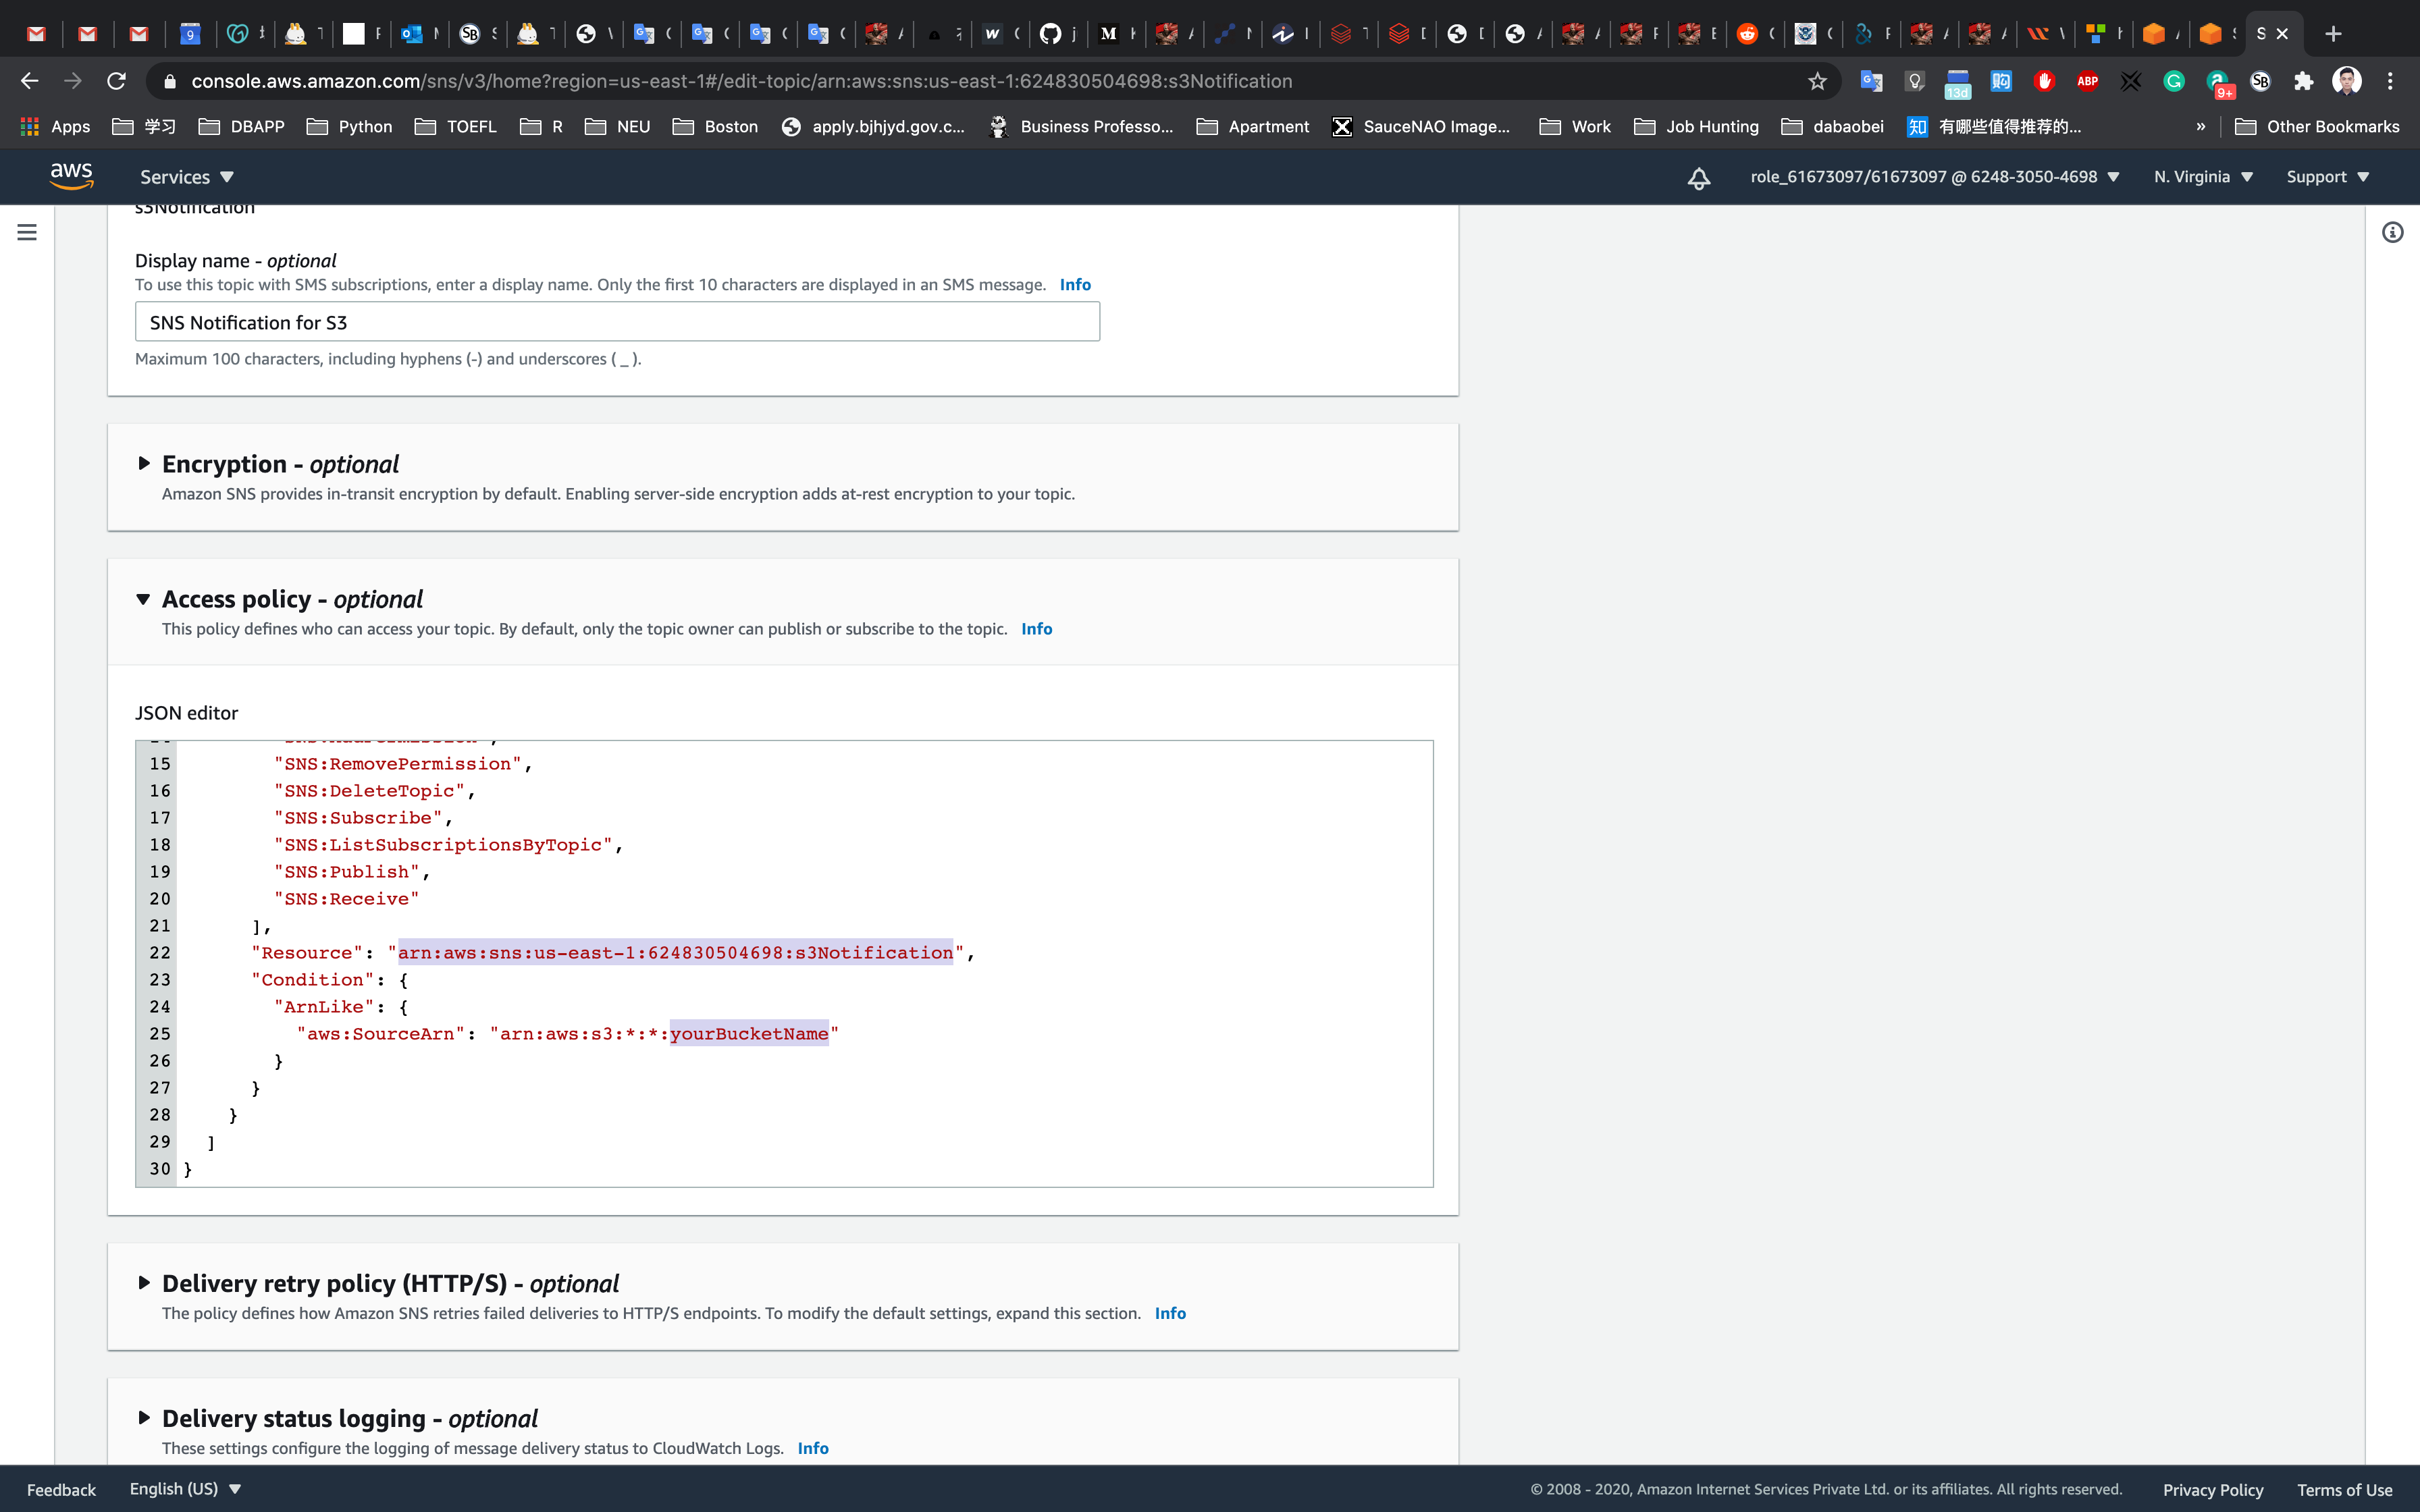 console.aws.amazon.com/sns/v3/home?region=us-east-1#/edit-topic/arn:aws:sns:us-east-1:624830504698:s3Notification
13d
ABP
9+
Apps
学习
DBAPP
Python
TOEFL
R
NEU
Boston
apply.bjhjyd.gov.c...
Business Professo...
Apartment
SauceNAO Image...
Work
Job Hunting
dabaobei
知 有哪些值得推荐的...
»
Other Bookmarks
aws
Services
role_61673097/61673097 @ 6248-3050-4698
N. Virginia
Support
s3Notification
Display name - optional
To use this topic with SMS subscriptions, enter a display name. Only the first 10 characters are displayed in an SMS message. Info
SNS Notification for S3
Maximum 100 characters, including hyphens (-) and underscores ( _ ).
Encryption - optional
Amazon SNS provides in-transit encryption by default. Enabling server-side encryption adds at-rest encryption to your topic.
Access policy - optional
This policy defines who can access your topic. By default, only the topic owner can publish or subscribe to the topic. Info
JSON editor
15 "SNS:RemovePermission",
16 "SNS:DeleteTopic",
17 "SNS:Subscribe",
18 "SNS:ListSubscriptionsByTopic",
19 "SNS:Publish",
20 "SNS:Receive"
21 ],
22 "Resource": "arn:aws:sns:us-east-1:624830504698:s3Notification",
23 "Condition": {
24 "ArnLike": {
25 "aws:SourceArn": "arn:aws:s3:*:*:yourBucketName"
26 }
27 }
28 }
29 ]
30 }
Delivery retry policy (HTTP/S) - optional
The policy defines how Amazon SNS retries failed deliveries to HTTP/S endpoints. To modify the default settings, expand this section. Info
Delivery status logging - optional
These settings configure the logging of message delivery status to CloudWatch Logs. Info
Feedback
English (US)
© 2008 - 2020, Amazon Internet Services Private Ltd. or its affiliates. All rights reserved.
Privacy Policy
Terms of Use